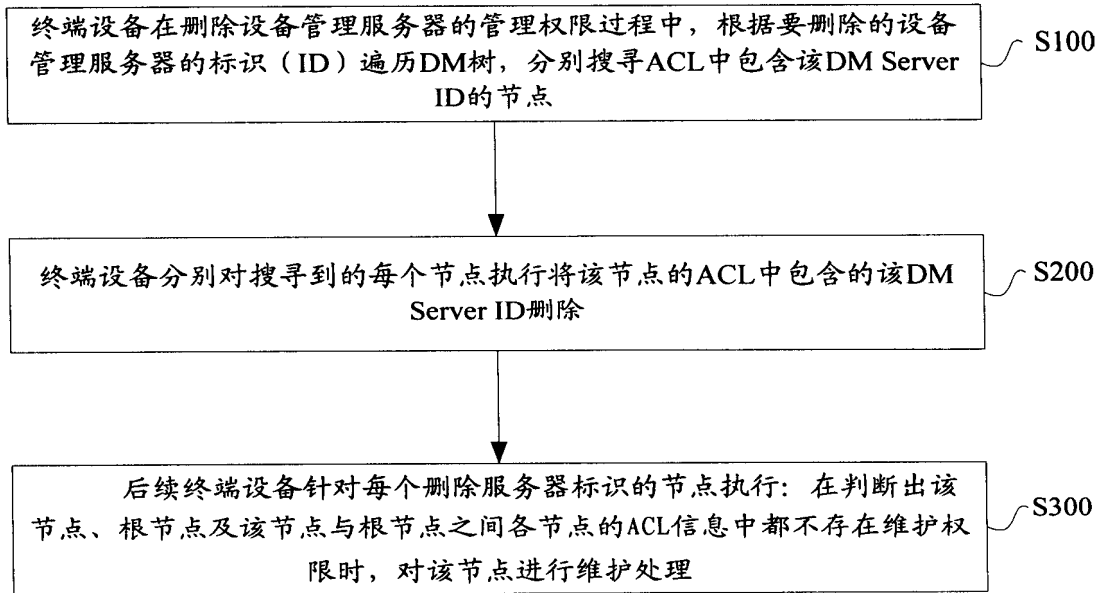 终端设备在删除设备管理服务器的管理权限过程中，根据要删除的设备
管理服务器的标识（ID）遍历DM树，分别搜寻ACL中包含该DM Server
ID的节点
S100
终端设备分别对搜寻到的每个节点执行将该节点的ACL中包含的该DM
Server ID删除
S200
后续终端设备针对每个删除服务器标识的节点执行：在判断出该
节点、根节点及该节点与根节点之间各节点的ACL信息中都不存在维护权
限时，对该节点进行维护处理
S300